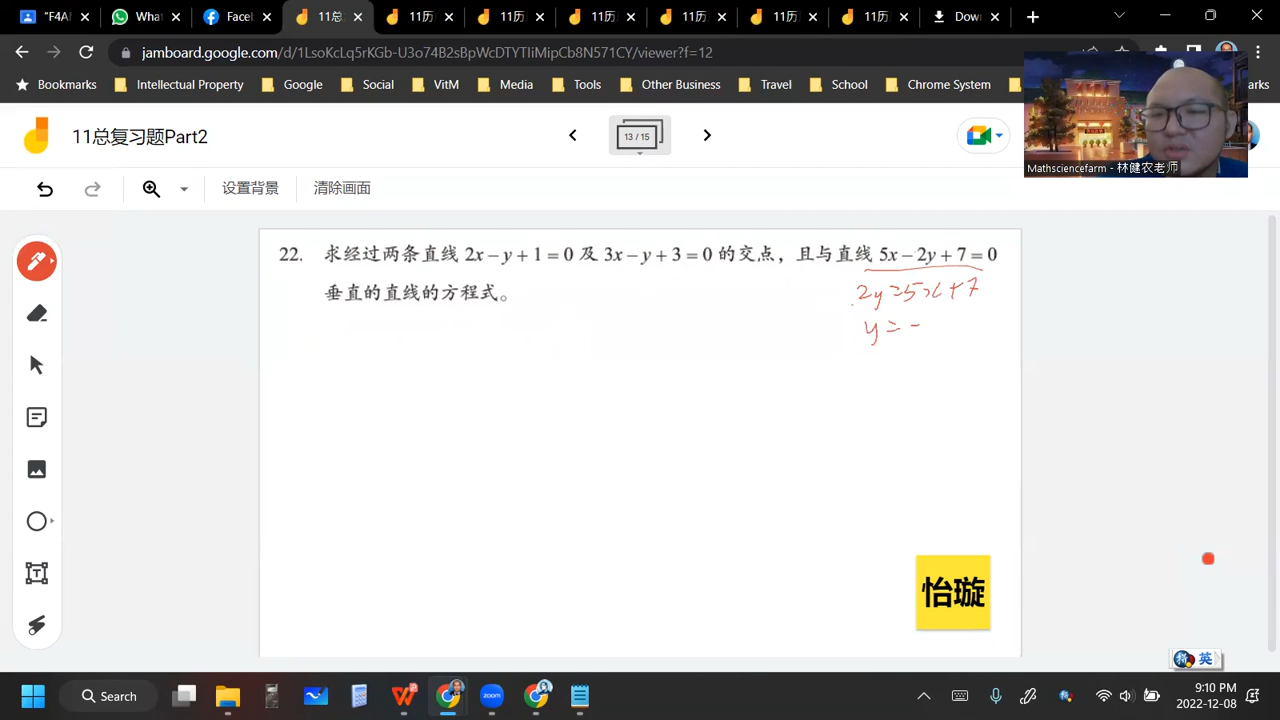 "F4AF
What
Facel
11总
11历
11历
11历
11历
11历
11历
Down
jamboard.google.com/d/1LsoKcLq5rKGb-U3o74B2sBpWcDTYTIiMipCb8N571CY/viewer?f=12
Bookmarks
Intellectual Property
Google
Social
VitM
Media
Tools
Other Business
Travel
School
Chrome System
arks
11总复习题Part2
13 / 15
Mathsciencefarm - 林健农老师
设置背景
清除画面
22. 求经过两条直线 2x – y + 1 = 0 及 3x – y + 3 = 0 的交点，且与直线 5x – 2y + 7 = 0
垂直的直线的方程式。
2y = 5x + 7
y = -
怡璇
英
Search
zoom
9:10 PM
2022-12-08